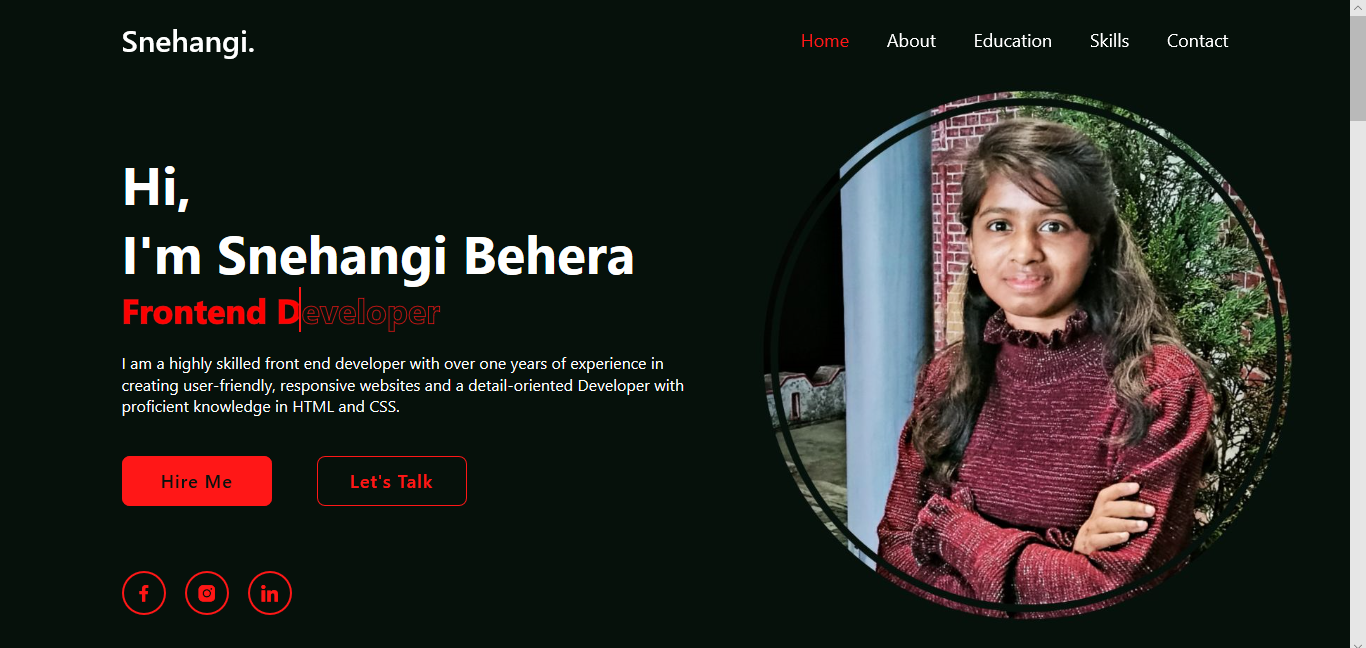 Snehangi.
Home About Education Skills Contact
Hi,
I'm Snehangi Behera
Frontend Developer
I am a highly skilled front end developer with over one years of experience in
creating user-friendly, responsive websites and a detail-oriented Developer with
proficient knowledge in HTML and CSS.
Hire Me Let's Talk